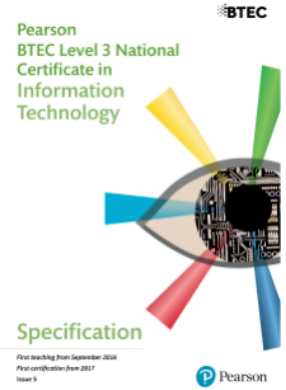 BTEC
Pearson
BTEC Level 3 National
Certificate in
Information
Technology
Specification
First teaching from September 2016
First certification from 2017
Issue 5
Pearson